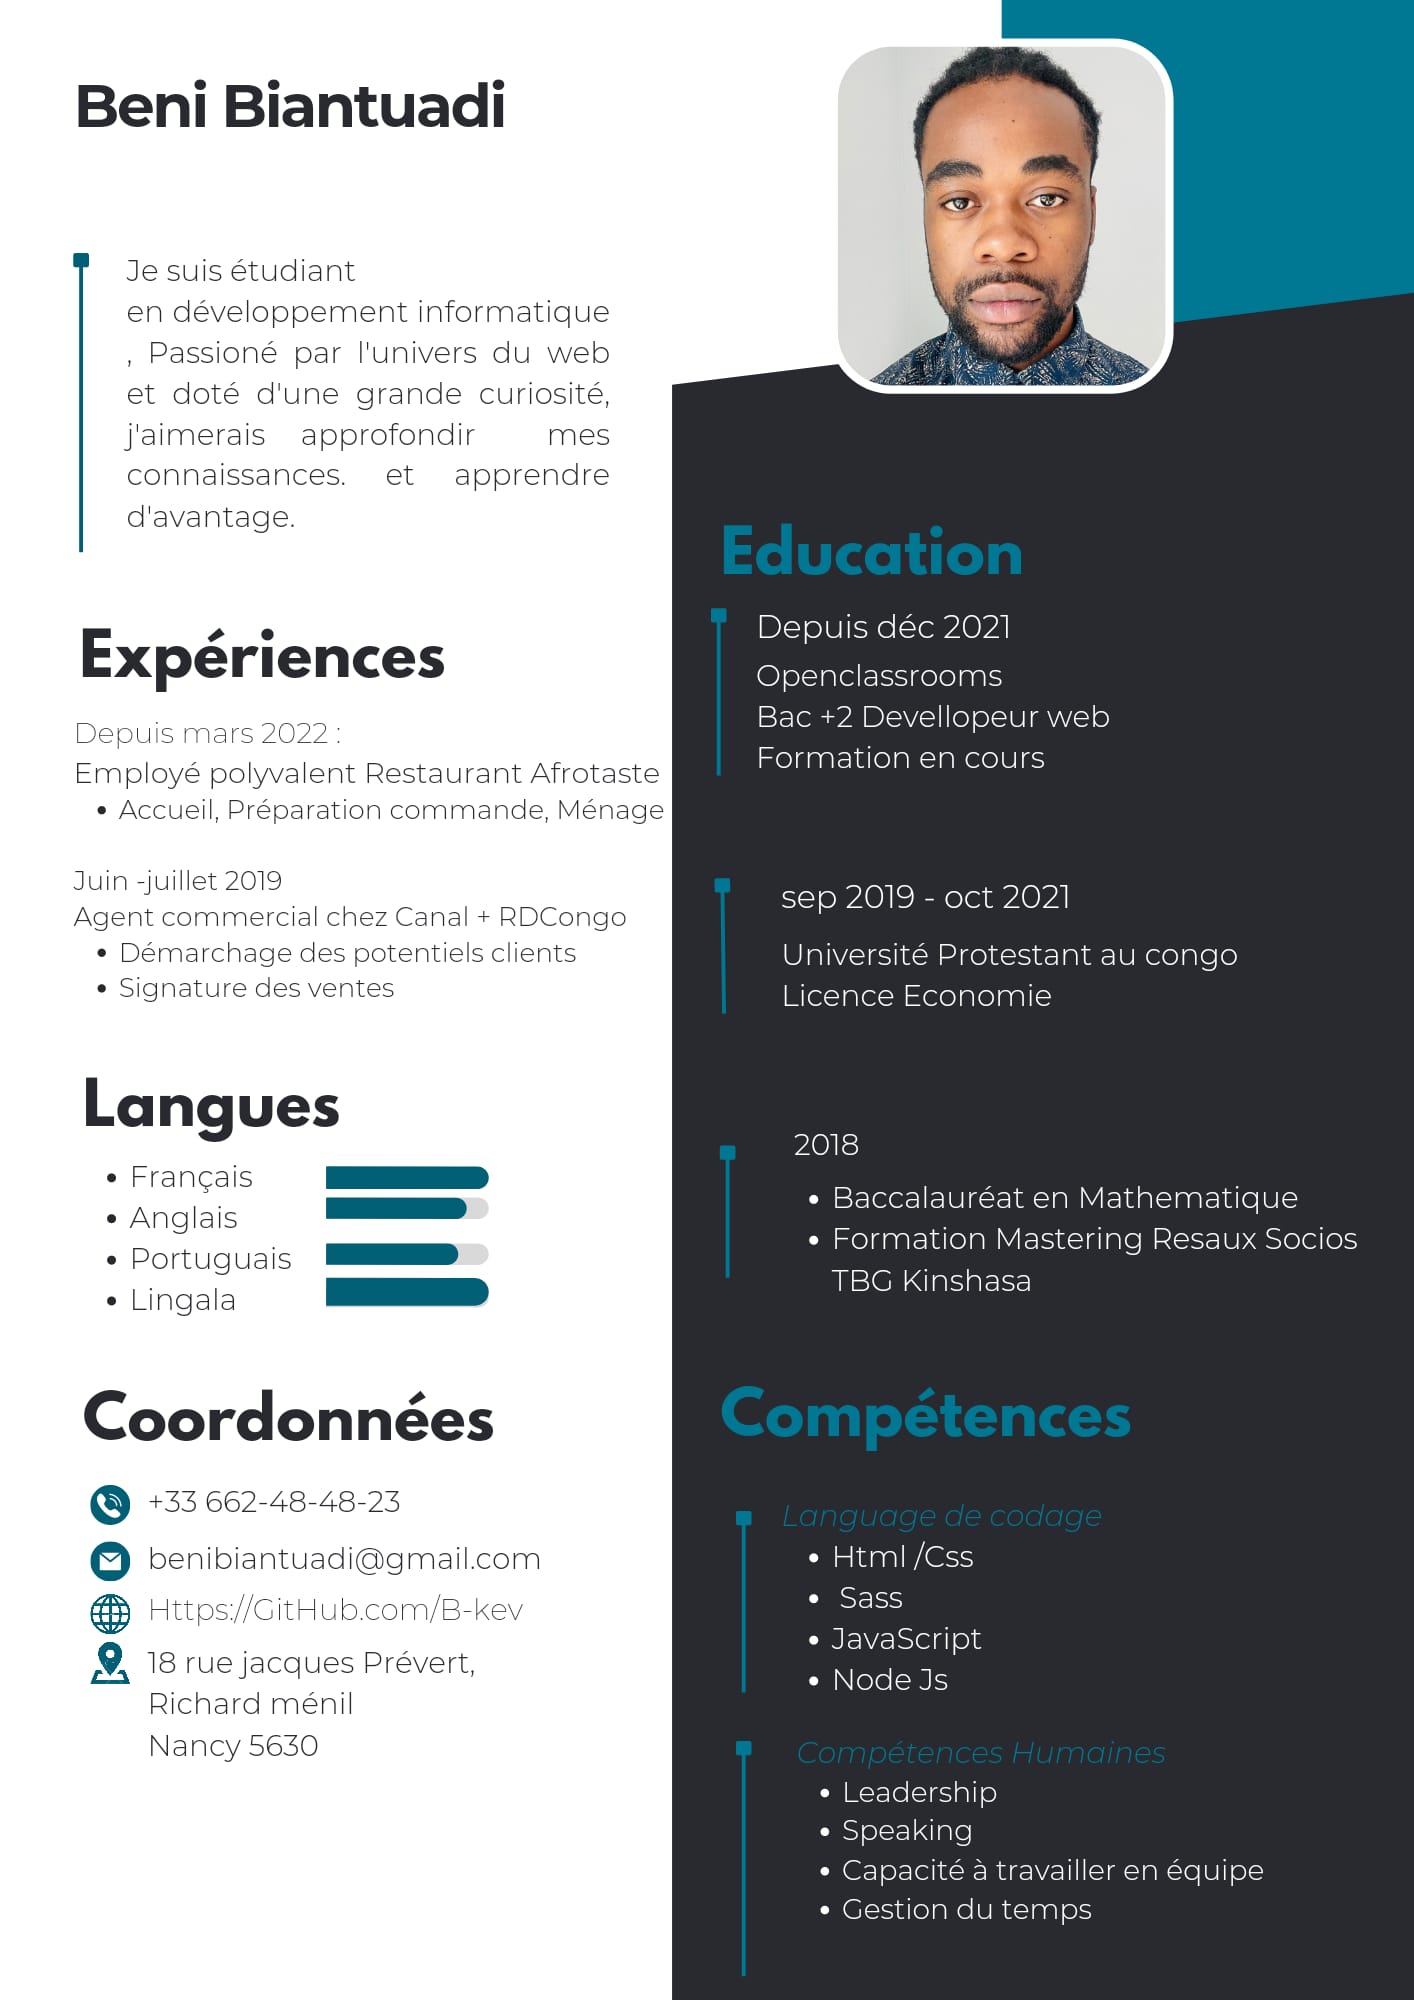 Beni Biantuadi
Je suis étudiant
en développement informatique
, Passioné par l'univers du web
et doté d'une grande curiosité,
j'aimerais approfondir mes
connaissances. et apprendre
d'avantage.
Expériences
Depuis mars 2022 :
Employé polyvalent Restaurant Afrotaste
• Accueil, Préparation commande, Ménage
Juin -juillet 2019
Agent commercial chez Canal + RDCongo
• Démarchage des potentiels clients
• Signature des ventes
Langues
• Français
• Anglais
• Portuguais
• Lingala
Coordonnées
+33 662-48-48-23
benibiantuadi@gmail.com
Https://GitHub.com/B-kev
18 rue jacques Prévert,
Richard ménil
Nancy 5630
Education
Depuis déc 2021
Openclassrooms
Bac +2 Devellopeur web
Formation en cours
sep 2019 - oct 2021
Université Protestant au congo
Licence Economie
2018
• Baccalauréat en Mathematique
• Formation Mastering Resaux Socios
TBG Kinshasa
Compétences
Language de codage
• Html /Css
• Sass
• JavaScript
• Node Js
Compétences Humaines
• Leadership
• Speaking
• Capacité à travailler en équipe
• Gestion du temps